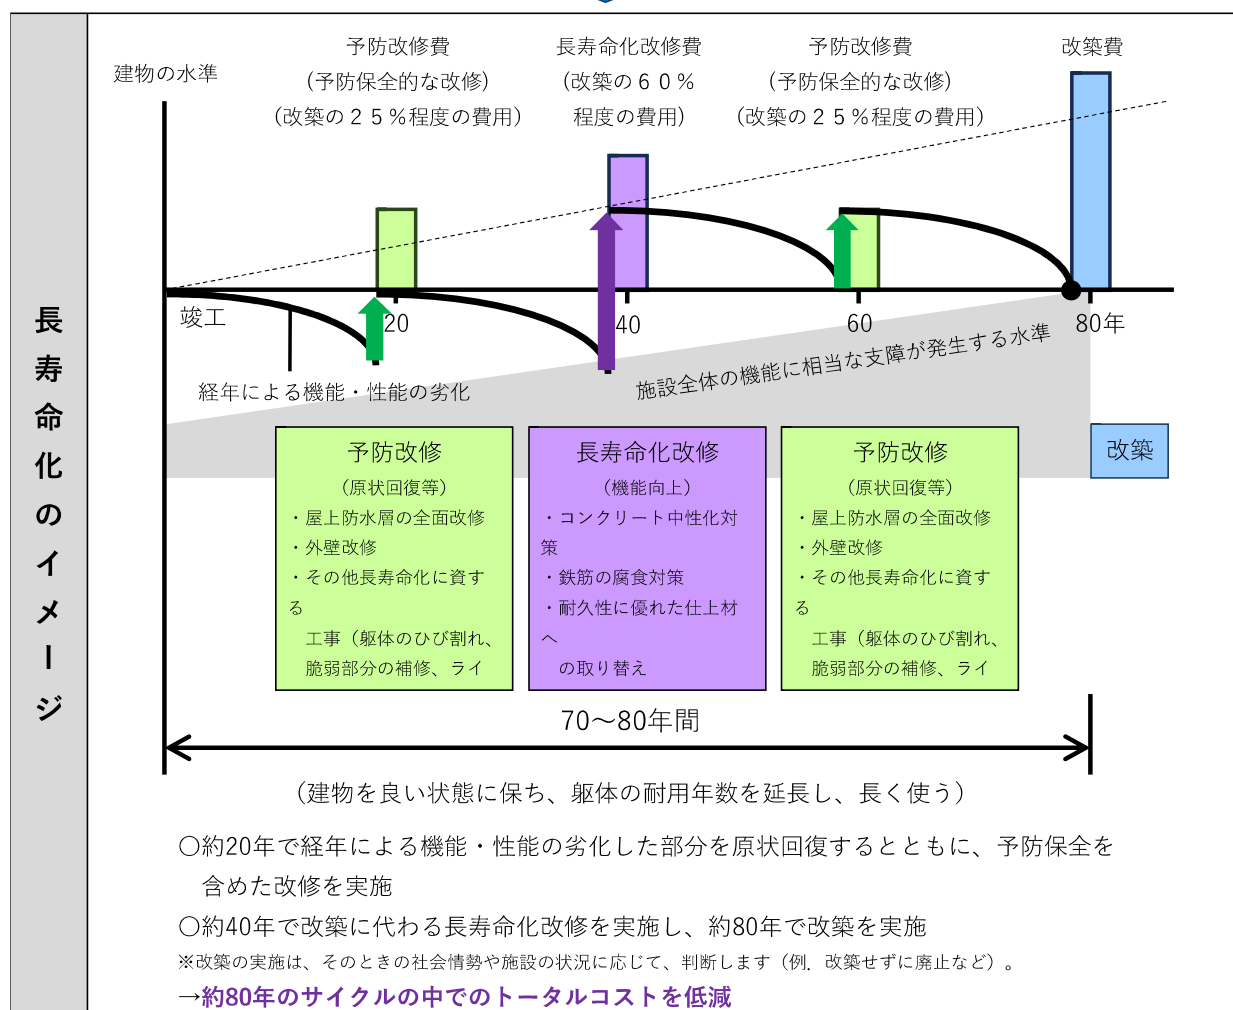 長寿命化のイメージ
建物の水準
予防改修費
(予防保全的な改修)
(改築の２５%程度の費用)
長寿命化改修費
(改築の６０%
程度の費用)
予防改修費
(予防保全的な改修)
(改築の２５%程度の費用)
改築費
竣工
20
40
60
80年
経年による機能・性能の劣化
施設全体の機能に相当な支障が発生する水準
予防改修
（原状回復等）
・屋上防水層の全面改修
・外壁改修
・その他長寿命化に資す
る
工事（躯体のひび割れ、
脆弱部分の補修、ライ
長寿命化改修
（機能向上）
・コンクリート中性化対
策
・鉄筋の腐食対策
・耐久性に優れた仕上材
へ
の取り替え
予防改修
（原状回復等）
・屋上防水層の全面改修
・外壁改修
・その他長寿命化に資す
る
工事（躯体のひび割れ、
脆弱部分の補修、ライ
改築
70～80年間
（建物を良い状態に保ち、躯体の耐用年数を延長し、長く使う）
○約20年で経年による機能・性能の劣化した部分を原状回復するとともに、予防保全を
含めた改修を実施
○約40年で改築に代わる長寿命化改修を実施し、約80年で改築を実施
※改築の実施は、そのときの社会情勢や施設の状況に応じて、判断します（例．改築せずに廃止など）。
→約80年のサイクルの中でのトータルコストを低減